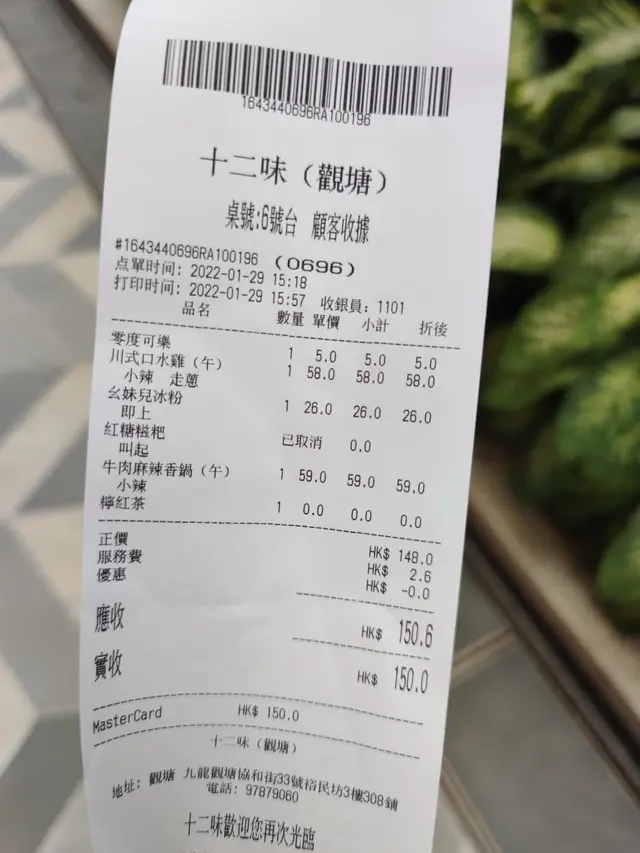 1643440696RA100196
十二味（觀塘）
桌號:6號台 顧客收據
#1643440696RA100196 (0696)
点單时间: 2022-01-29 15:18
打印时间: 2022-01-29 15:57 收銀員: 1101
品名 數量 單價 小計 折後
零度可樂 1 5.0 5.0 5.0
川式口水雞（午） 1 58.0 58.0 58.0
小辣 走蔥
幺妹兒冰粉 1 26.0 26.0 26.0
即上
紅糖糍粑 已取消 0.0
叫起
牛肉麻辣香鍋（午） 1 59.0 59.0 59.0
小辣
檸紅茶 1 0.0 0.0 0.0
正價 HK$ 148.0
服務費 HK$ 2.6
優惠 HK$ -0.0
應收 HK$ 150.6
實收 HK$ 150.0
MasterCard HK$ 150.0
十二味（觀塘）
地址: 觀塘 九龍觀塘協和街33號裕民坊3樓308鋪
電話: 97879060
十二味歡迎您再次光臨